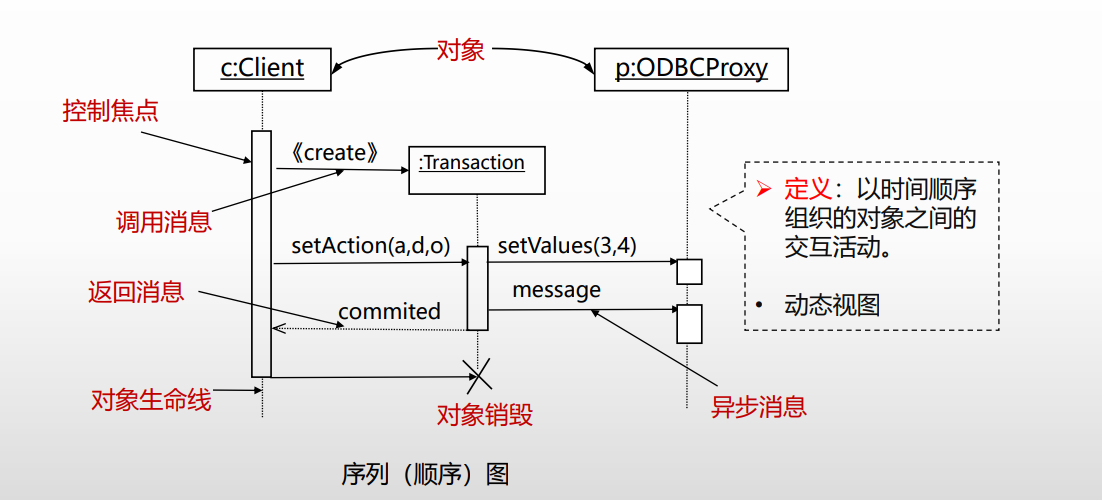 对象
c:Client
p:ODBCProxy
控制焦点
《create》
:Transaction
调用消息
setAction(a,d,o)
setValues(3,4)
返回消息
commited
message
对象生命线
对象销毁
异步消息
➢ 定义：以时间顺序
组织的对象之间的
交互活动。
• 动态视图
序列（顺序）图